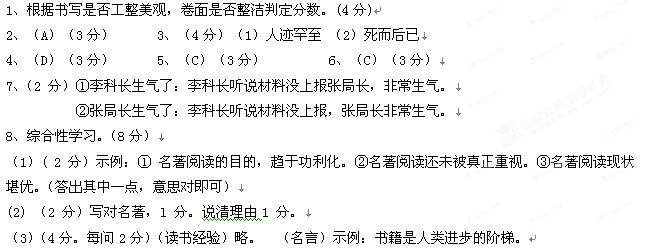 1、根据书写是否工整美观，卷面是否整洁判定分数。(4分)
2、（A）（3分） 3、（4分）（1）人迹罕至 （2）死而后已
4、（D）（3分） 5、（C）（3分） 6、（C）（3分）
7、（2 分）①李科长生气了：李科长听说材料没上报张局长，非常生气。
②张局长生气了：李科长听说材料没上报，张局长非常生气。
8、综合性学习。（8分）
（1）（ 2 分）示例：① 名著阅读的目的，趋于功利化。②名著阅读还未被真正重视。③名著阅读现状
堪忧。（答出其中一点，意思对即可）
(2) （2 分）写对名著，1 分。说清理由1 分。
（3）（4分。每问2分）（读书经验）略。 （名言）示例：书籍是人类进步的阶梯。